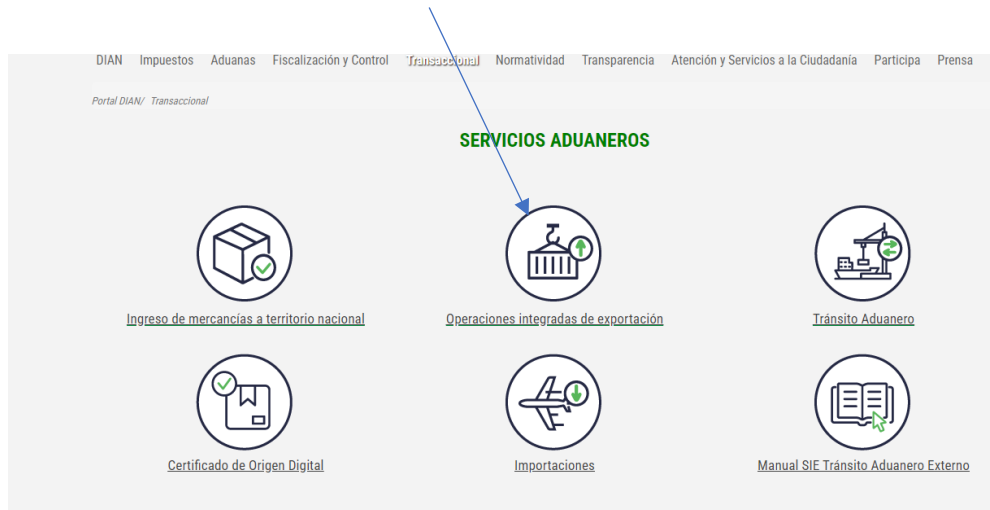 DIAN Impuestos Aduanas Fiscalización y Control Transaccional Normatividad Transparencia Atención y Servicios a la Ciudadanía Participa Prensa
Portal DIAN/ Transaccional
SERVICIOS ADUANEROS
Ingreso de mercancías a territorio nacional Operaciones integradas de exportación Tránsito Aduanero
Certificado de Origen Digital Importaciones Manual SIE Tránsito Aduanero Externo